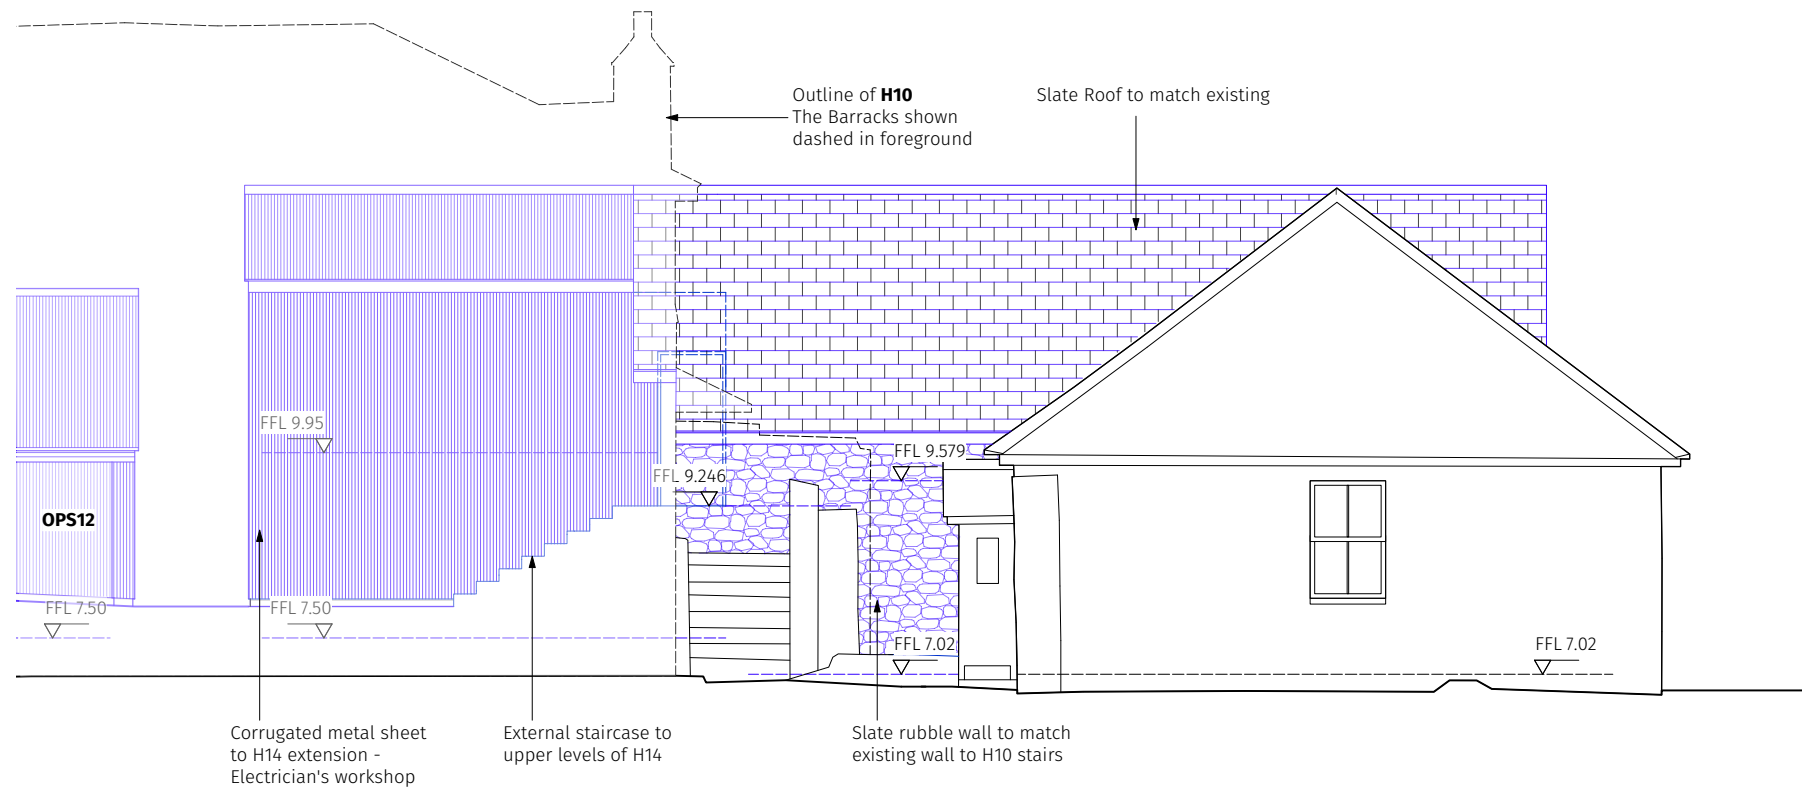 Outline of H10
The Barracks shown
dashed in foreground
Slate Roof to match existing
FFL 9.95
FFL 9.579
FFL 9.246
OPS12
FFL 7.50
FFL 7.50
FFL 7.02
FFL 7.02
Corrugated metal sheet
to H14 extension -
Electrician's workshop
External staircase to
upper levels of H14
Slate rubble wall to match
existing wall to H10 stairs